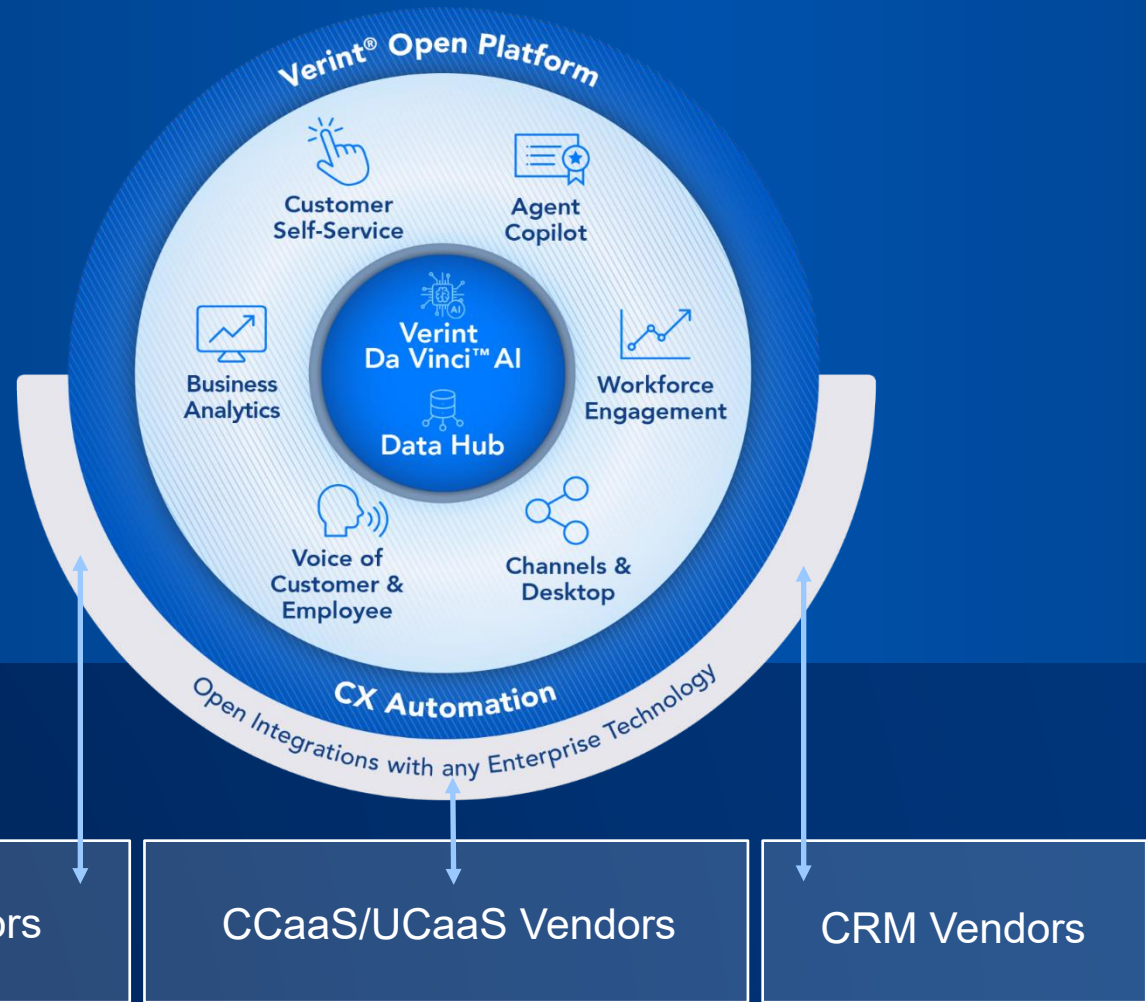 Verint® Open Platform
Customer
Self-Service
Agent
Copilot
AI
Verint
Da Vinci™ AI
Data Hub
Business
Analytics
Workforce
Engagement
Voice of
Customer &
Employee
Channels &
Desktop
CX Automation
Open Integrations with any Enterprise Technology
CCaaS/UCaaS Vendors
CRM Vendors